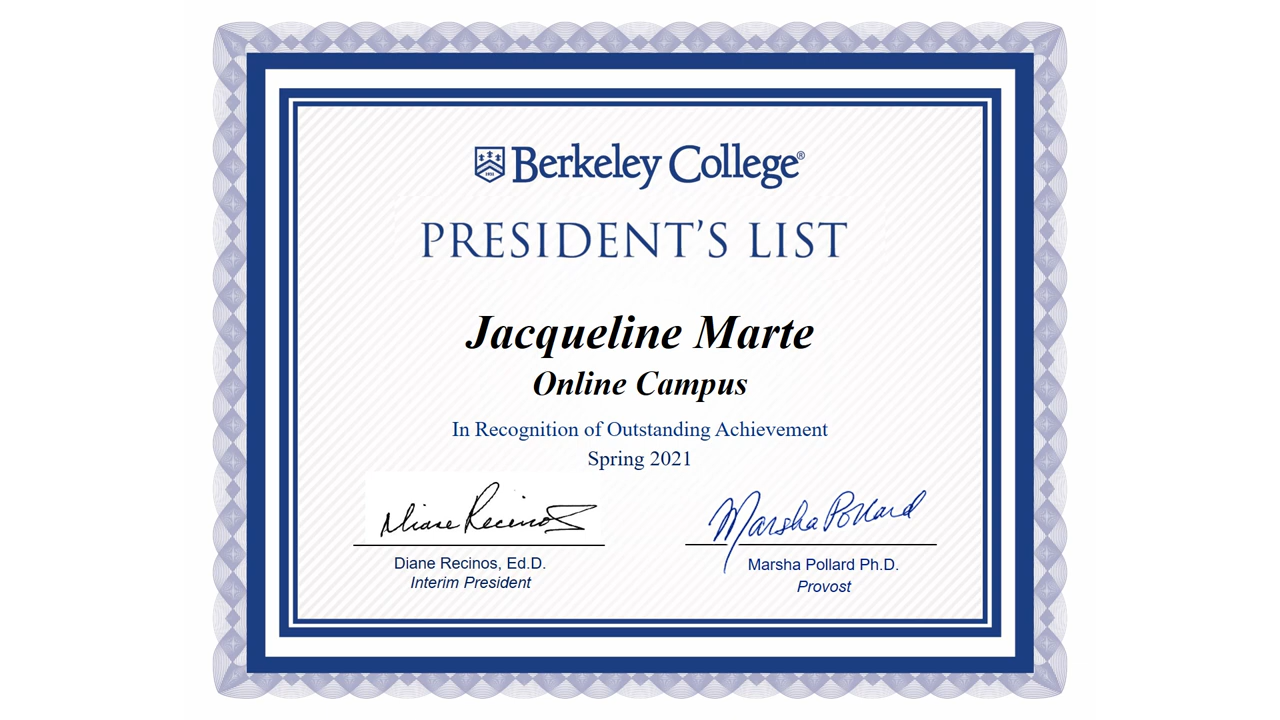 Berkeley College®
PRESIDENT'S LIST
Jacqueline Marte
Online Campus
In Recognition of Outstanding Achievement
Spring 2021
Diane Recinos
Diane Recinos, Ed.D.
Interim President
Marsha Pollard
Marsha Pollard Ph.D.
Provost